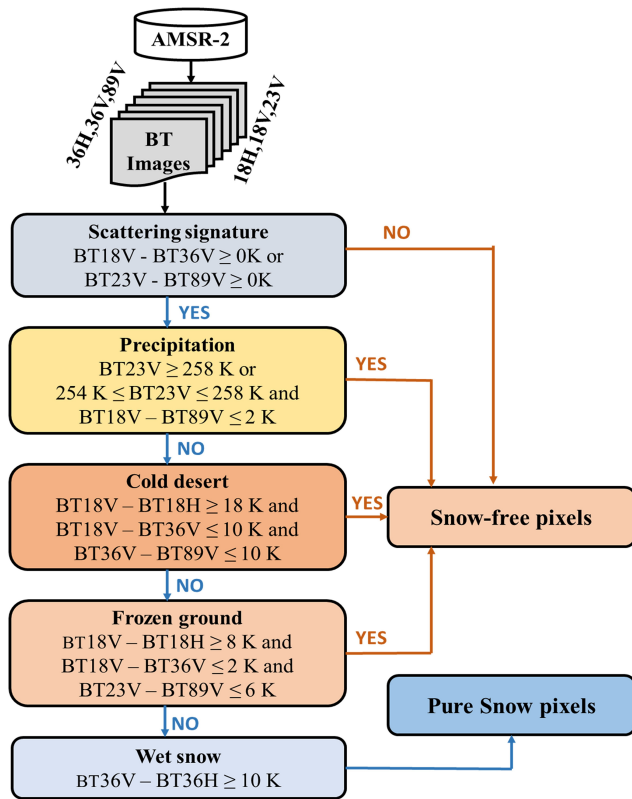 AMSR-2
36H,36V,89V
BT
Images
18H,18V,23V
Scattering signature
BT18V - BT36V ≥ 0K or
BT23V - BT89V ≥ 0K
NO
YES
Precipitation
BT23V ≥ 258 K or
254 K ≤ BT23V ≤ 258 K and
BT18V – BT89V ≤ 2 K
YES
NO
Cold desert
BT18V – BT18H ≥ 18 K and
BT18V – BT36V ≤ 10 K and
BT36V – BT89V ≤ 10 K
YES
Snow-free pixels
NO
Frozen ground
BT18V – BT18H ≥ 8 K and
BT18V – BT36V ≤ 2 K and
BT23V – BT89V ≤ 6 K
YES
NO
Pure Snow pixels
Wet snow
BT36V – BT36H ≥ 10 K